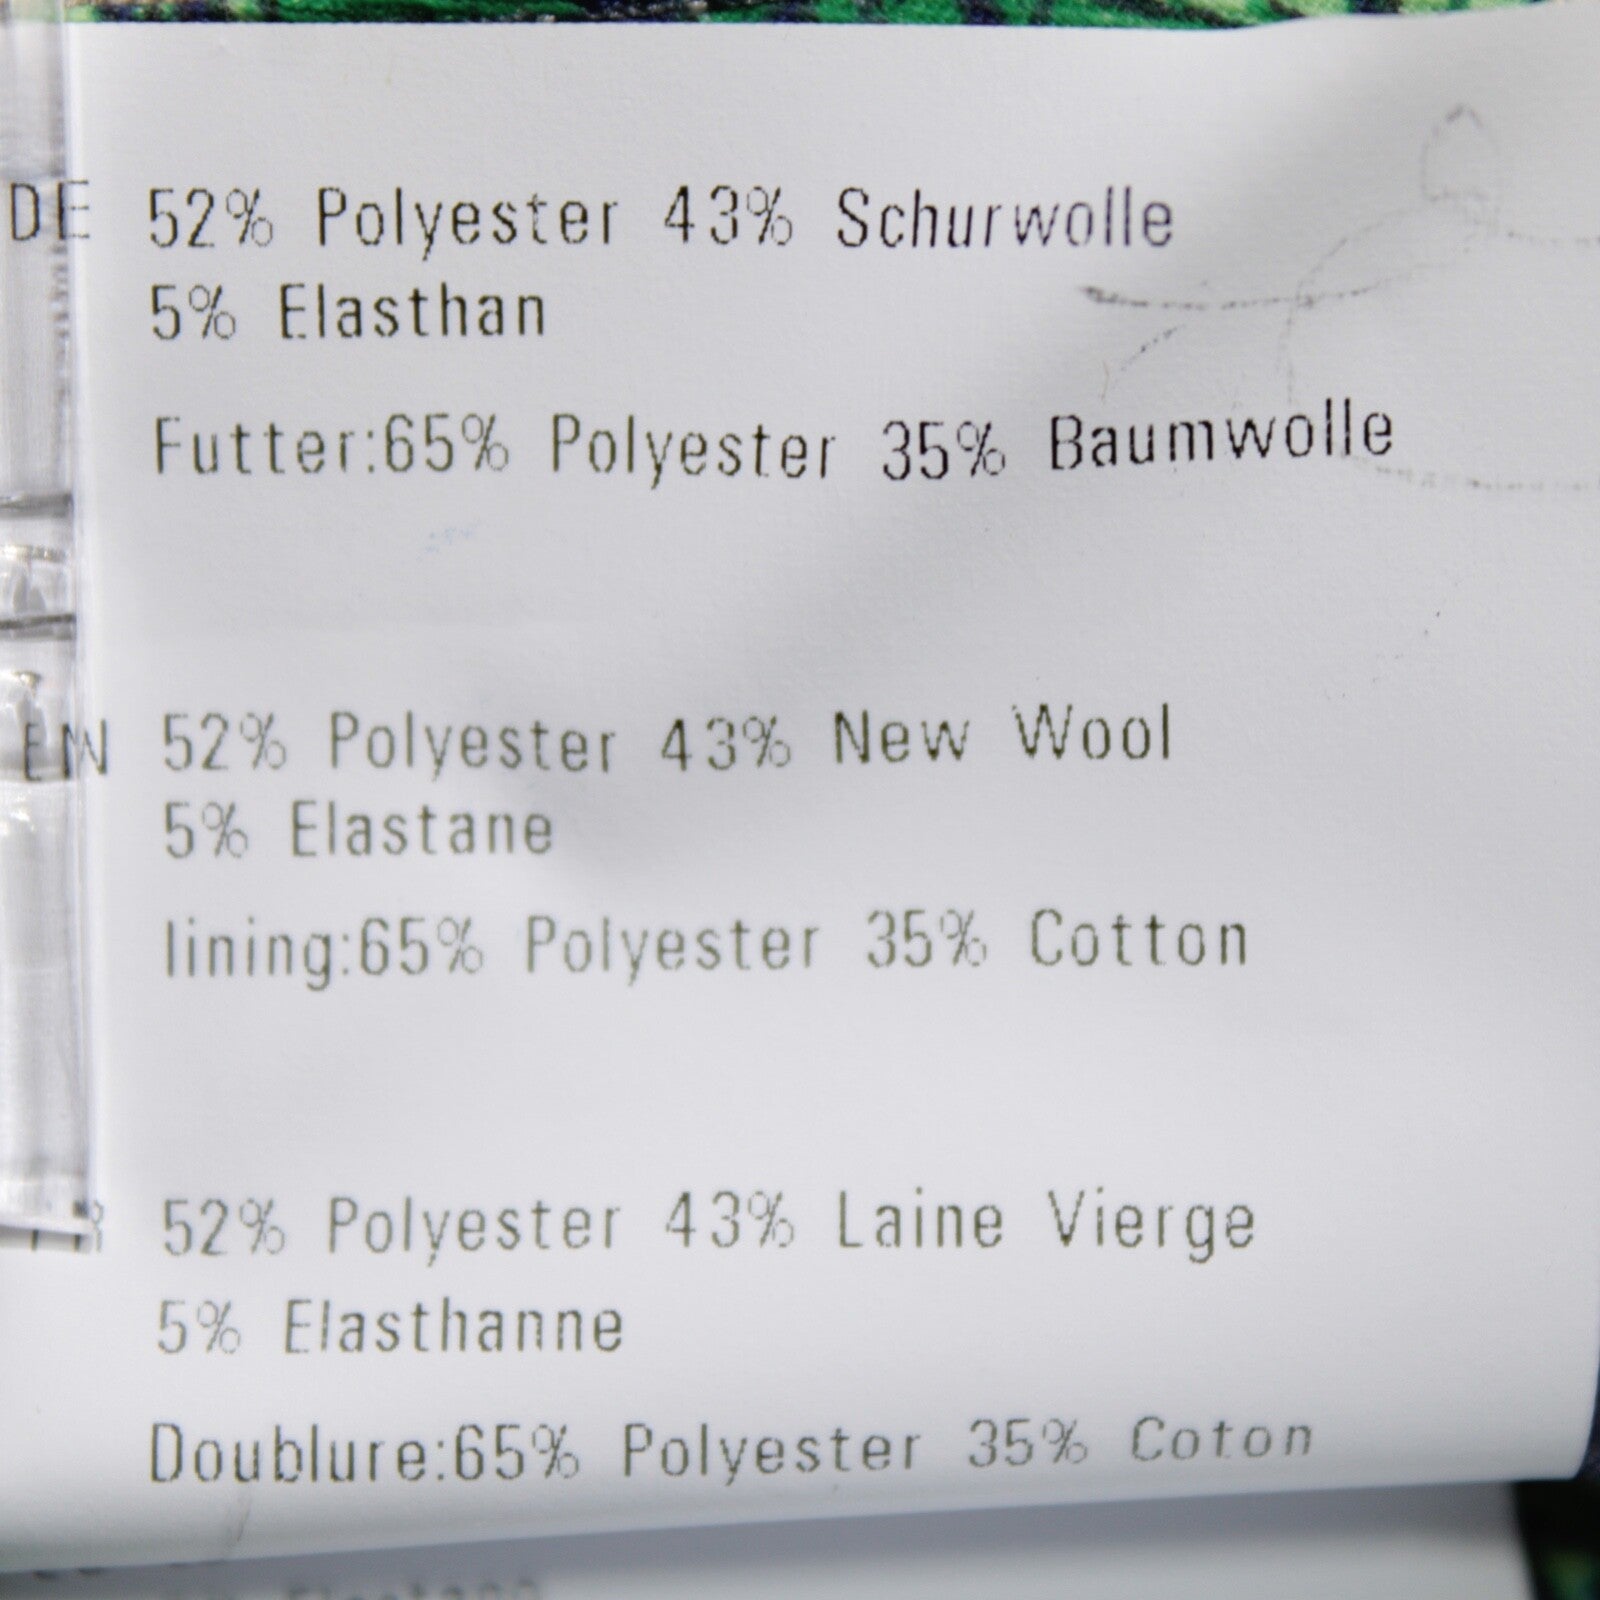 DE 52% Polyester 43% Schurwolle
5% Elasthan
Futter:65% Polyester 35% Baumwolle
EN 52% Polyester 43% New Wool
5% Elastane
lining:65% Polyester 35% Cotton
52% Polyester 43% Laine Vierge
5% Elasthanne
Doublure:65% Polyester 35% Coton
Elastane